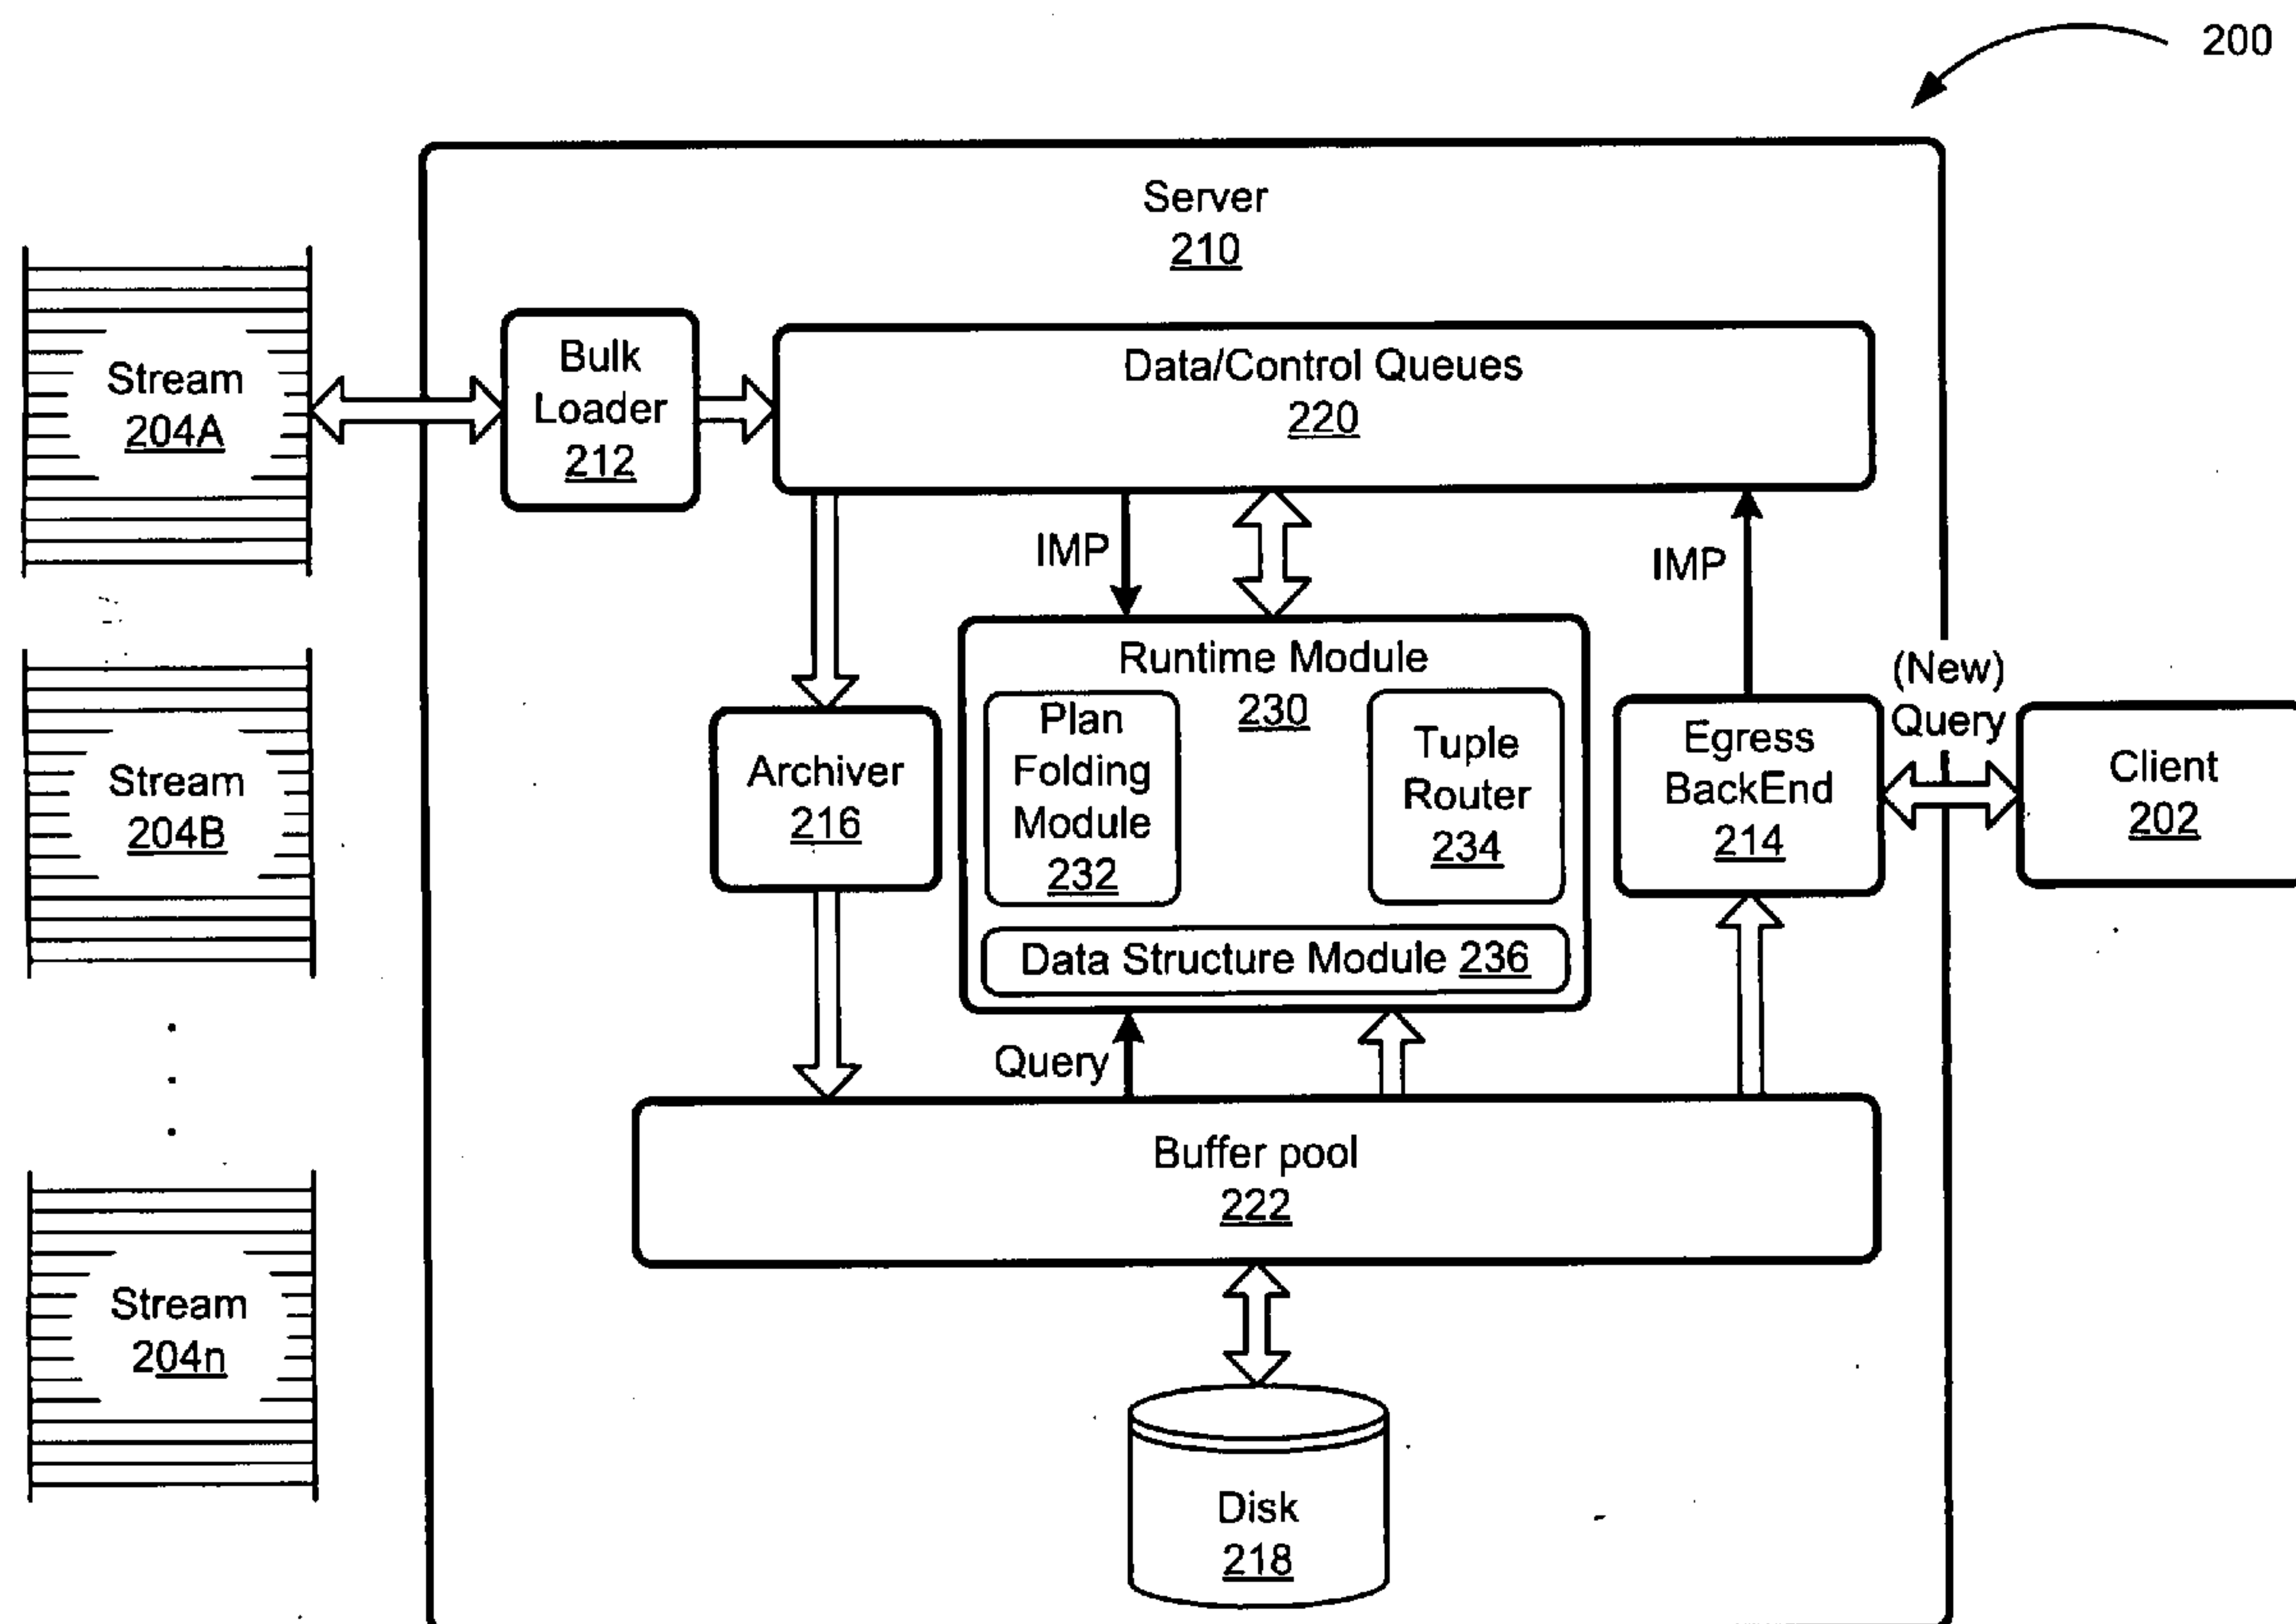 200
Server
210
Stream
204A
Bulk
Loader
212
Data/Control Queues
220
IMP
IMP
Stream
204B
Archiver
216
Runtime Module
230
Plan
Folding
Module
232
Tuple
Router
234
Data Structure Module 236
Egress
BackEnd
214
(New)
Query
Client
202
Query
Buffer pool
222
Stream
204n
Disk
218